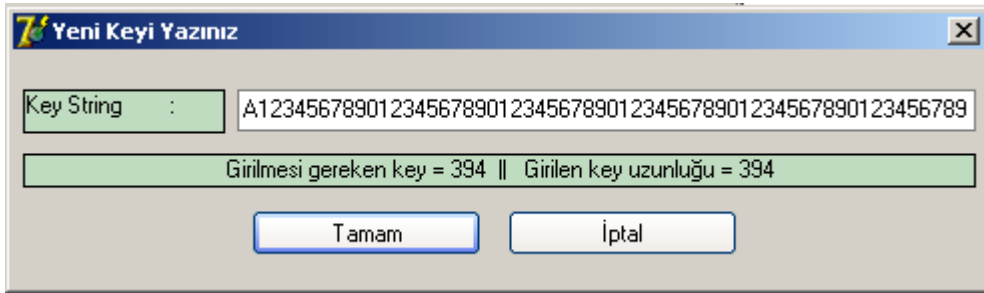 Yeni Keyi Yazınız
Key String : A12345678901234567890123456789012345678901234567890123456789
Girilmesi gereken key = 394 || Girilen key uzunluğu = 394
Tamam İptal